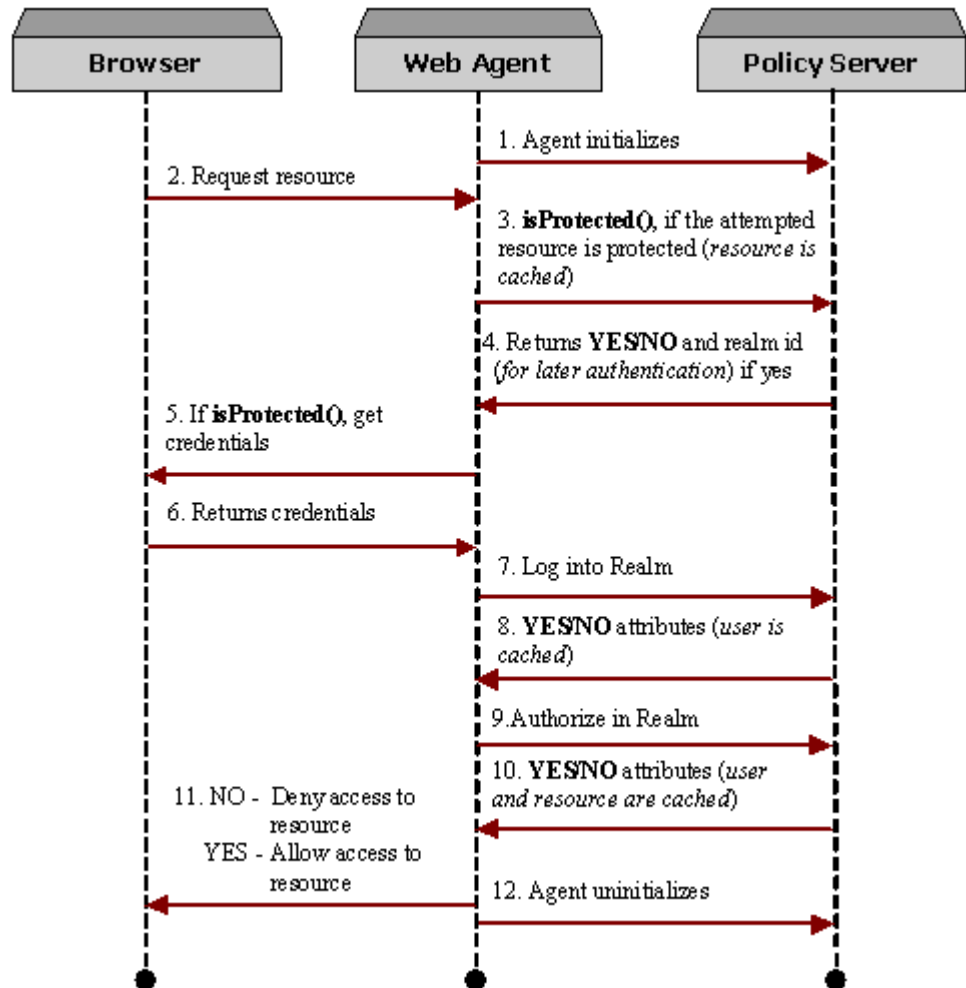 Browser
Web Agent
Policy Server
1. Agent initializes
2. Request resource
3. isProtected(), if the attempted
resource is protected (resource is
cached)
4. Returns YES/NO and realm id
(for later authentication) if yes
5. If isProtected(), get
credentials
6. Returns credentials
7. Log into Realm
8. YES/NO attributes (user is
cached)
9.Authorize in Realm
10. YES/NO attributes (user
and resource are cached)
11. NO - Deny access to
resource
YES - Allow access to
resource
12. Agent uninitializes